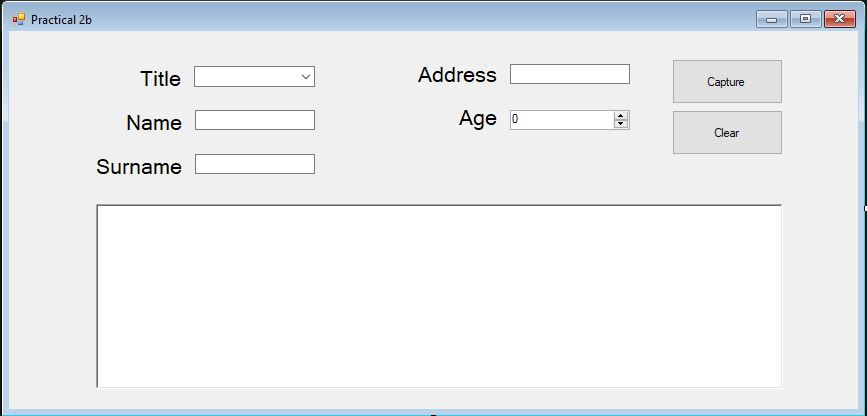 Practical 2b
Title
Address
Capture
Name
Age
0
Clear
Surname